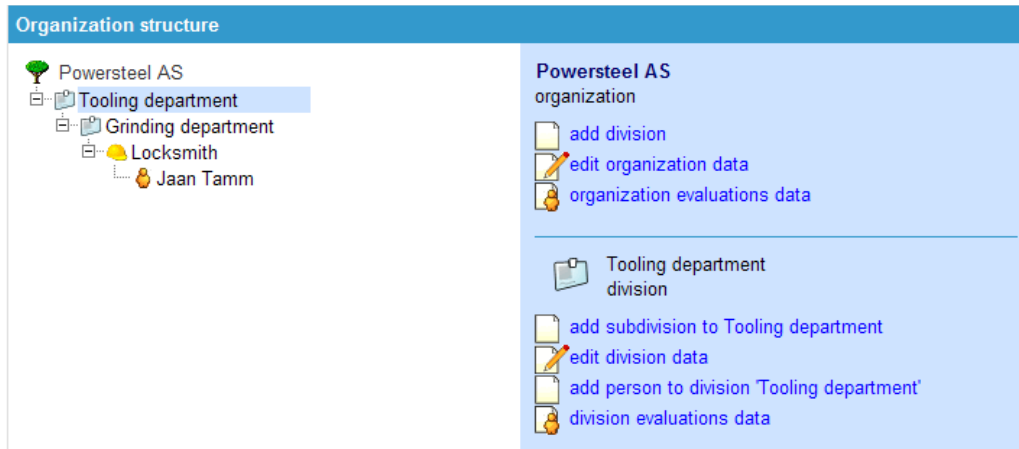 Organization structure
Powersteel AS
Tooling department
Grinding department
Locksmith
Jaan Tamm
Powersteel AS
organization
add division
edit organization data
organization evaluations data
Tooling department
division
add subdivision to Tooling department
edit division data
add person to division 'Tooling department'
division evaluations data